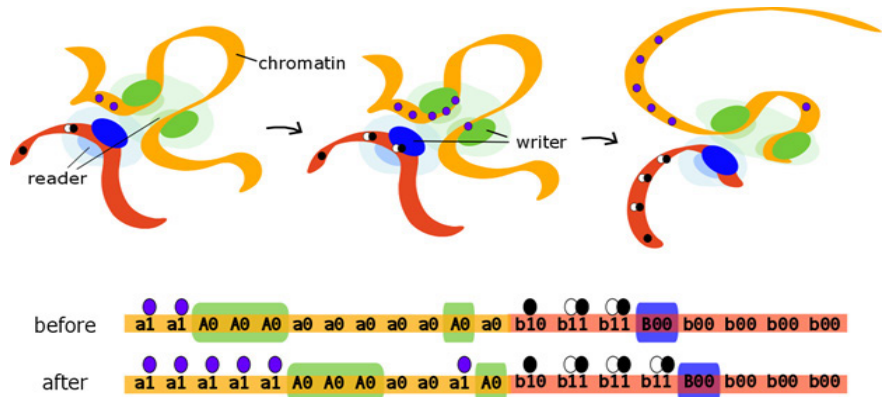 chromatin
writer
reader
before a1 a1 A0 A0 A0 a0 a0 a0 a0 a0 A0 a0 b10 b11 b11 B00 b00 b00 b00 b00
after a1 a1 a1 a1 a1 A0 A0 A0 a0 a0 a1 A0 b10 b11 b11 b11 B00 b00 b00 b00